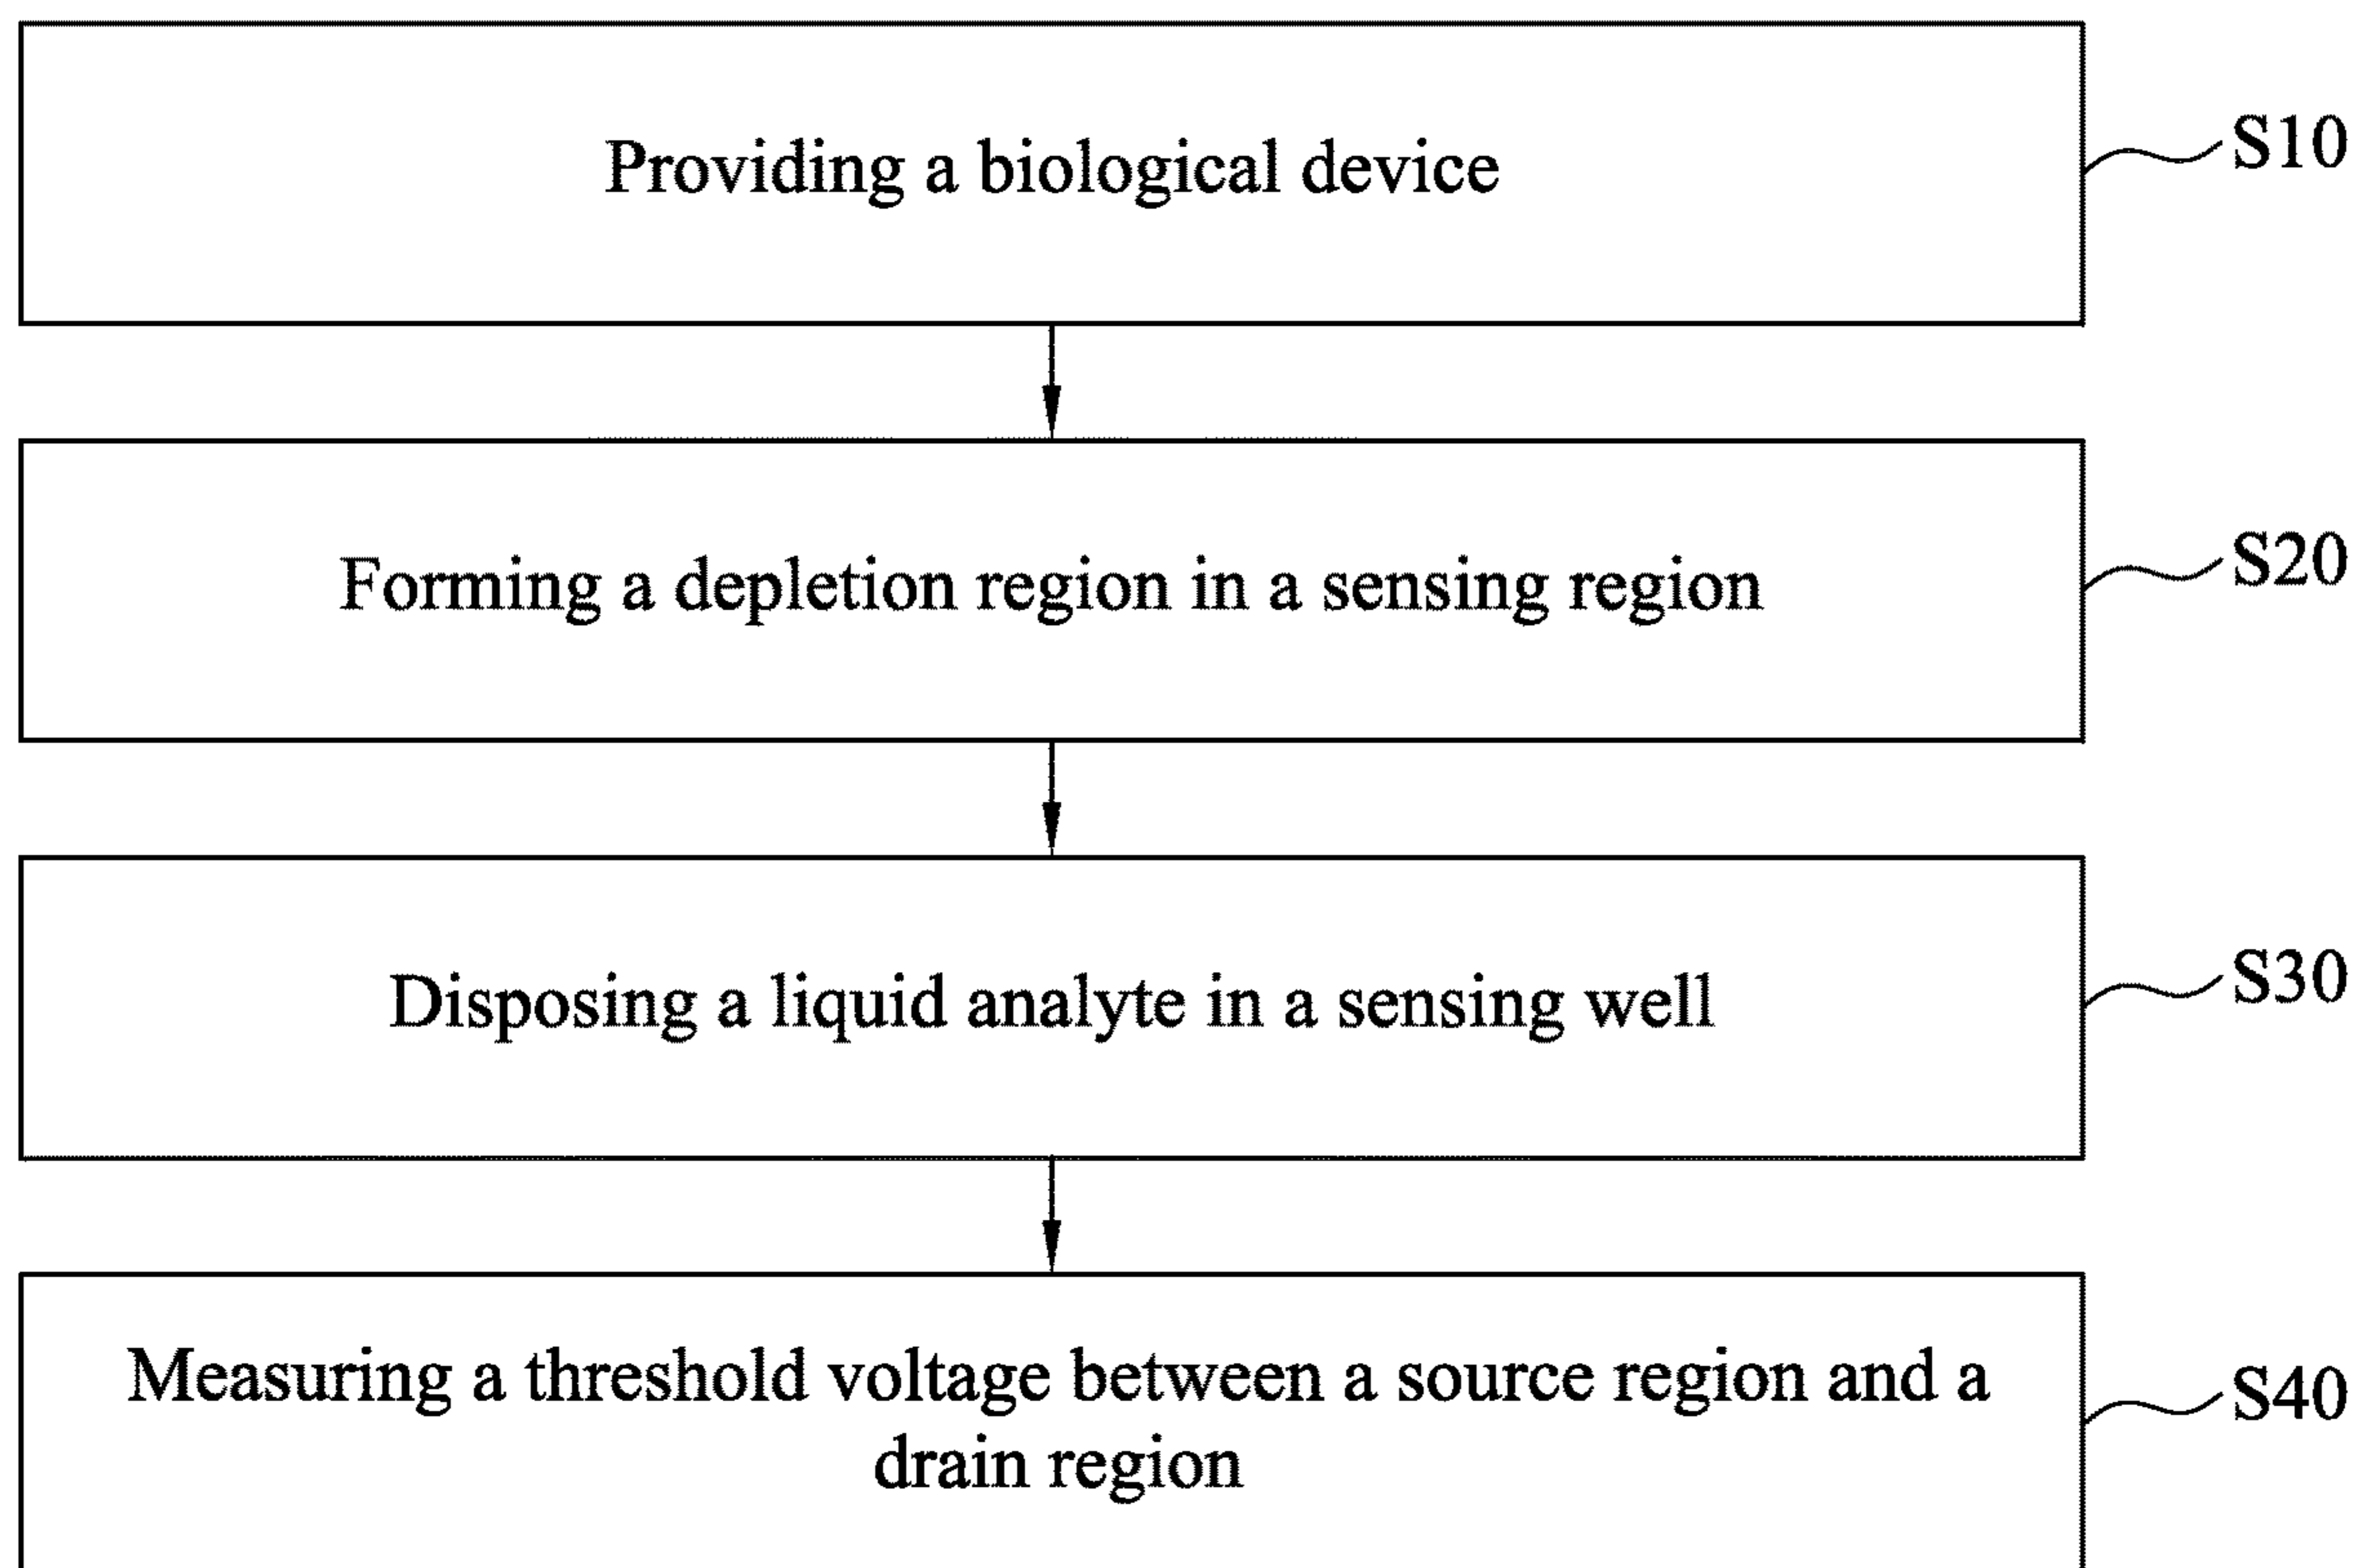 Providing a biological device
S10
Forming a depletion region in a sensing region
S20
Disposing a liquid analyte in a sensing well
S30
Measuring a threshold voltage between a source region and a
drain region
S40